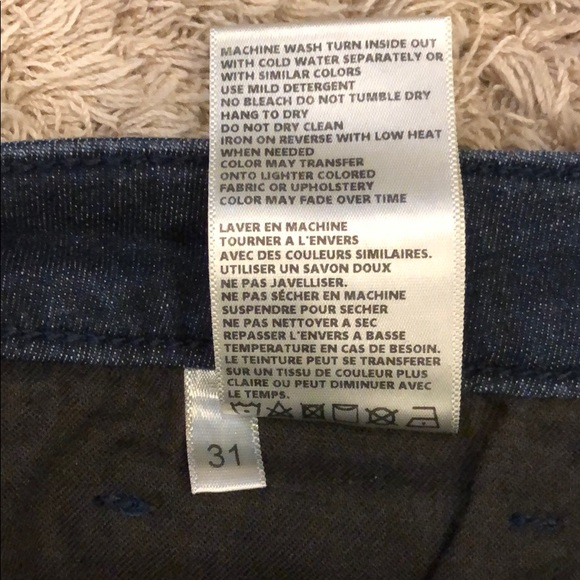 MACHINE WASH TURN INSIDE OUT
WITH COLD WATER SEPARATELY OR
WITH SIMILAR COLORS
USE MILD DETERGENT
NO BLEACH DO NOT TUMBLE DRY
HANG TO DRY
DO NOT DRY CLEAN
IRON ON REVERSE WITH LOW HEAT
WHEN NEEDED
COLOR MAY TRANSFER
ONTO LIGHTER COLORED
FABRIC OR UPHOLSTERY
COLOR MAY FADE OVER TIME
LAVER EN MACHINE
TOURNER A L'ENVERS
AVEC DES COULEURS SIMILAIRES.
UTILISER UN SAVON DOUX
NE PAS JAVELLISER.
NE PAS SÉCHER EN MACHINE
SUSPENDRE POUR SECHER
NE PAS NETTOYER A SEC
REPASSER L'ENVERS A BASSE
TEMPERATURE EN CAS DE BESOIN.
LE TEINTURE PEUT SE TRANSFERER
SUR UN TISSU DE COULEUR PLUS
CLAIRE OU PEUT DIMINUER AVEC
LE TEMPS.
31